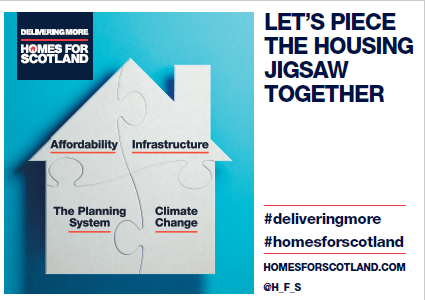 DELIVERING MORE
HOMES FOR
SCOTLAND
Affordability
Infrastructure
The Planning
System
Climate
Change
LET'S PIECE
THE HOUSING
JIGSAW
TOGETHER
#deliveringmore
#homesforscotland
HOMESFORSCOTLAND.COM
@H_F_S